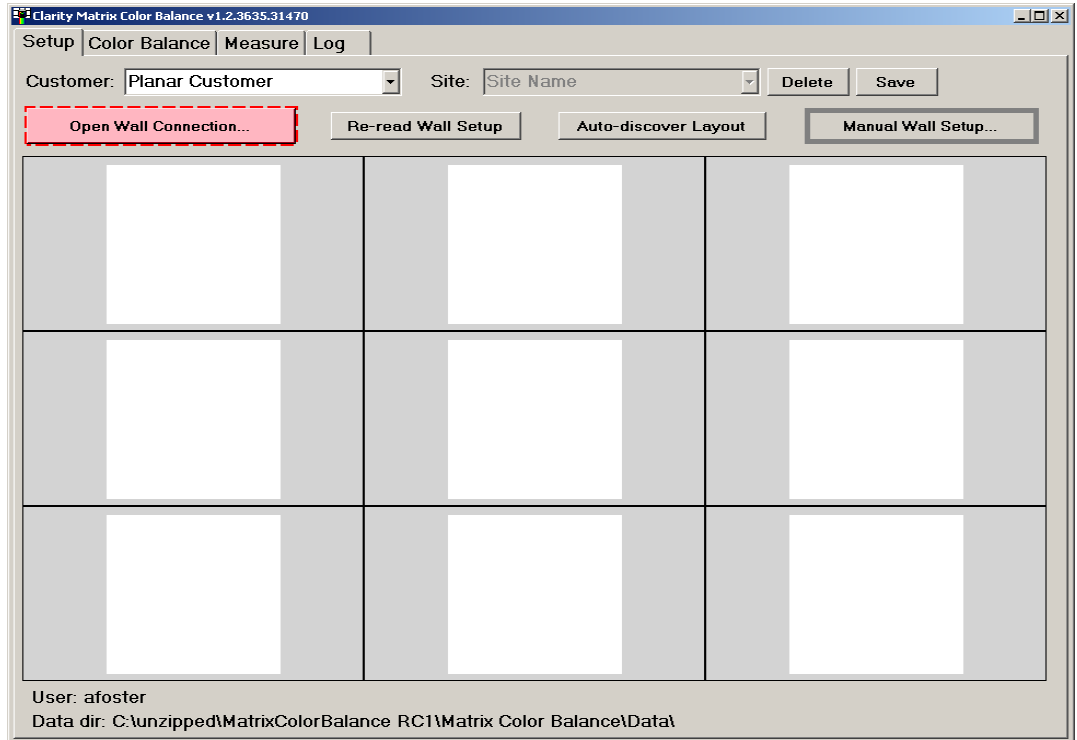 Clarity Matrix Color Balance v1.2.3635.31470
Setup Color Balance Measure Log
Customer: Planar Customer Site: Site Name Delete Save
Open Wall Connection... Re-read Wall Setup Auto-discover Layout Manual Wall Setup...
User: afoster
Data dir: C:\unzipped\MatrixColorBalance RC1\Matrix Color Balance\Data\